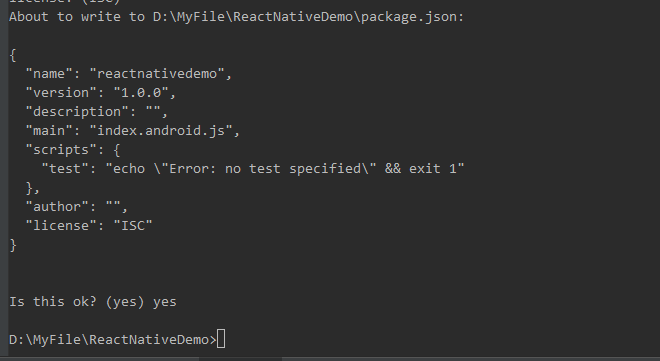 license: (ISC)
About to write to D:\MyFile\ReactNativeDemo\package.json:
{
"name": "reactnativedemo",
"version": "1.0.0",
"description": "",
"main": "index.android.js",
"scripts": {
"test": "echo \"Error: no test specified\" && exit 1"
},
"author": "",
"license": "ISC"
}
Is this ok? (yes) yes
D:\MyFile\ReactNativeDemo>